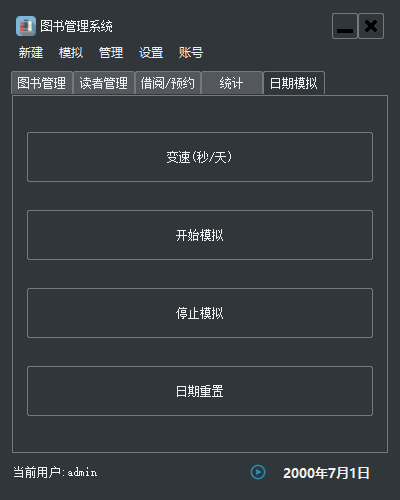 图书管理系统
新建 模拟 管理 设置 账号
图书管理 读者管理 借阅/预约 统计 日期模拟
变速(秒/天)
开始模拟
停止模拟
日期重置
当前用户:admin 2000年7月1日